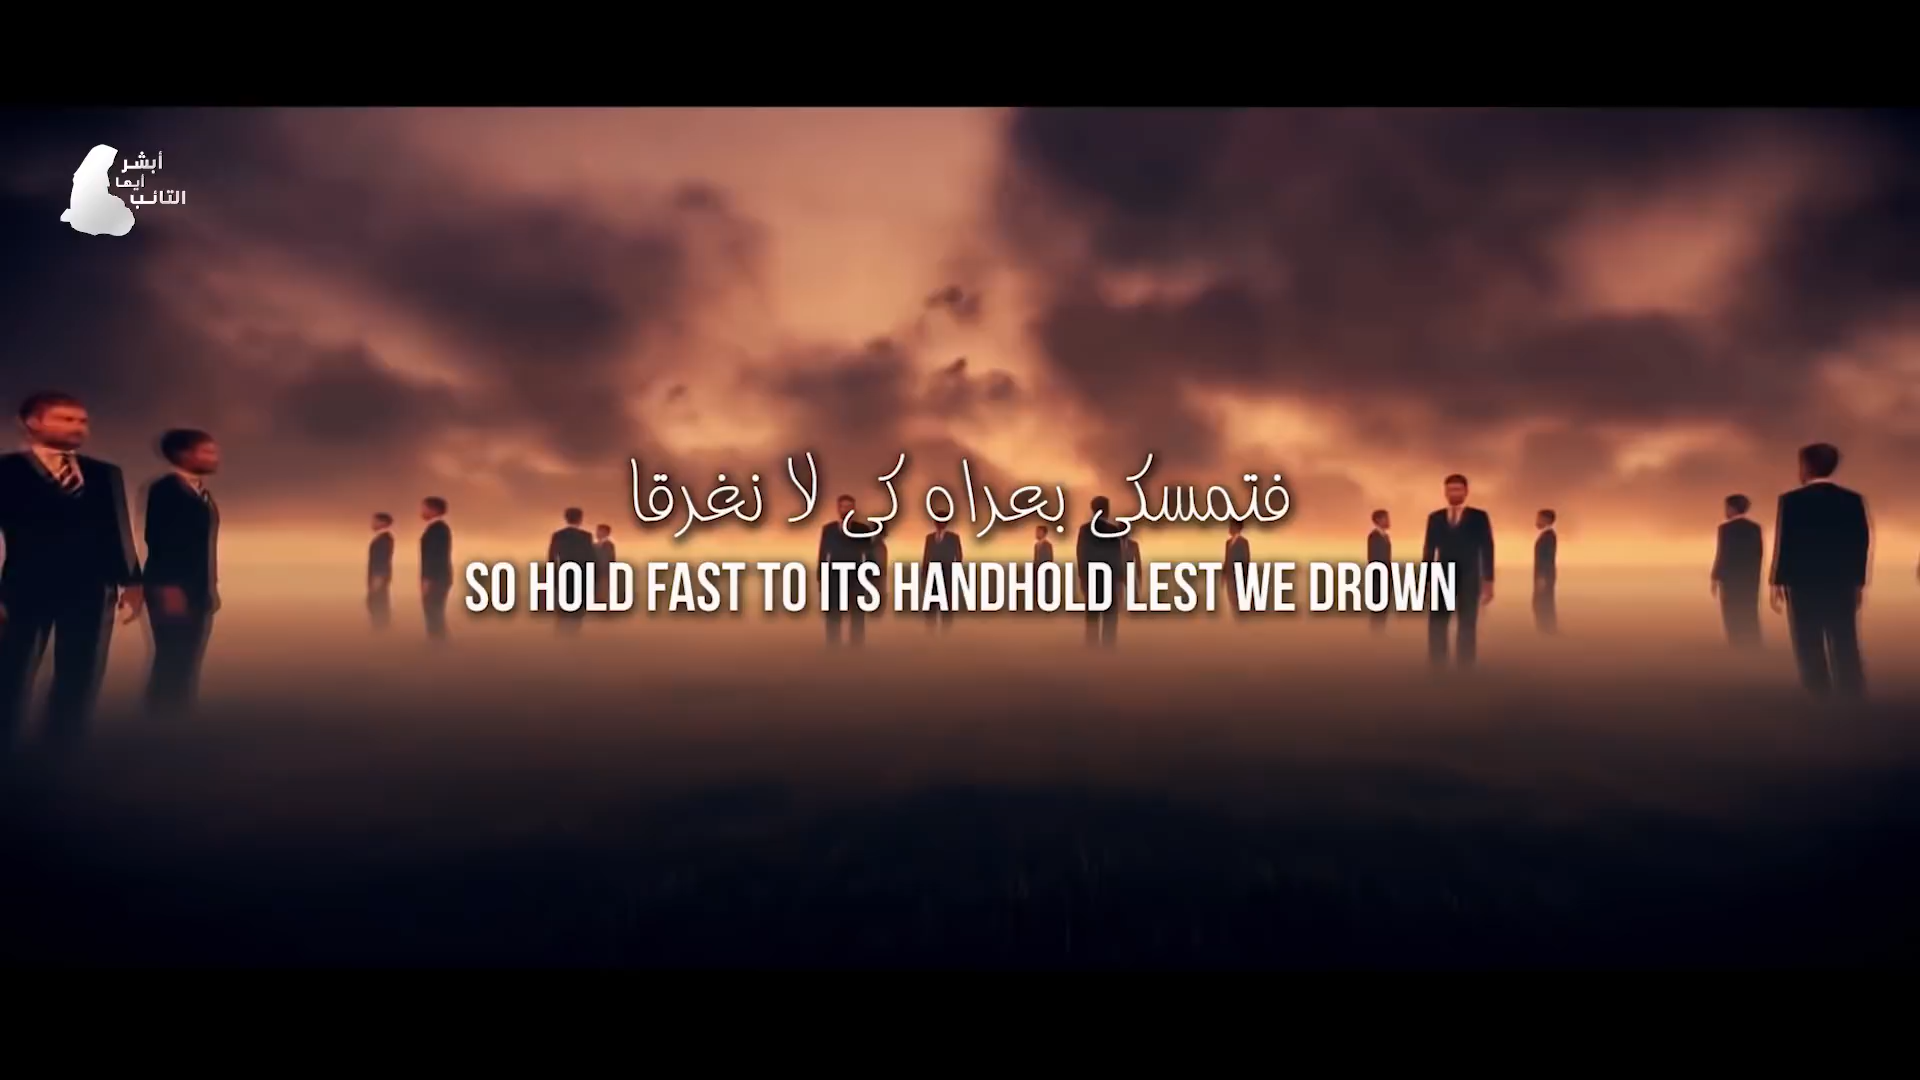 أبشر
أيها
التائب
فتمسكي بعراه كي لا نغرقا
SO HOLD FAST TO ITS HANDHOLD LEST WE DROWN